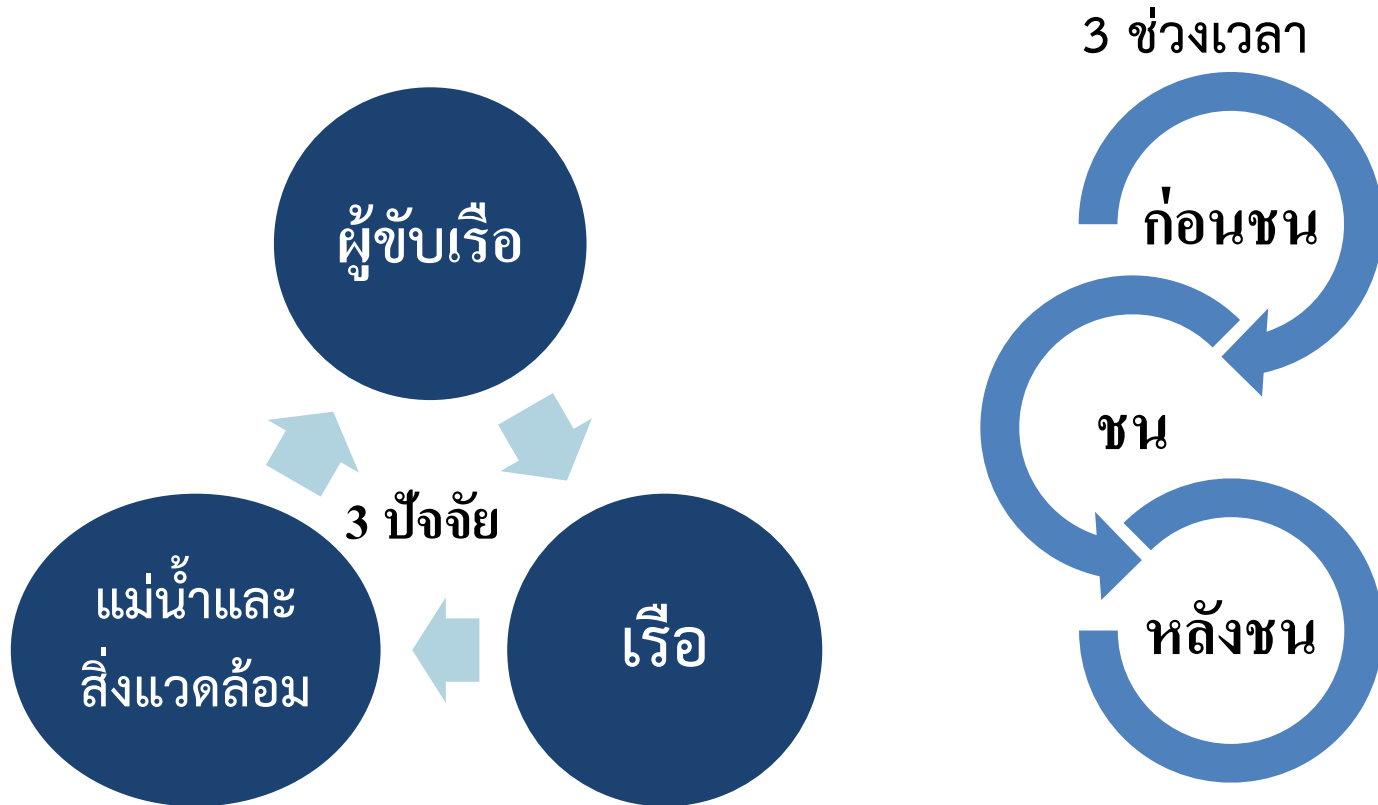 ผู้ขับเรือ
3 ปัจจัย
แม่น้ำและ
สิ่งแวดล้อม
เรือ
3 ช่วงเวลา
ก่อนชน
ชน
หลังชน